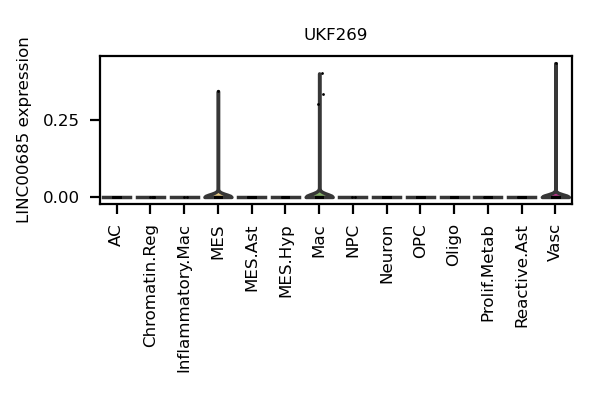 UKF269
LINC00685 expression
0.25
0.00
AC
Chromatin.Reg
Inflammatory.Mac
MES
MES.Ast
MES.Hyp
Mac
NPC
Neuron
OPC
Oligo
Prolif.Metab
Reactive.Ast
Vasc